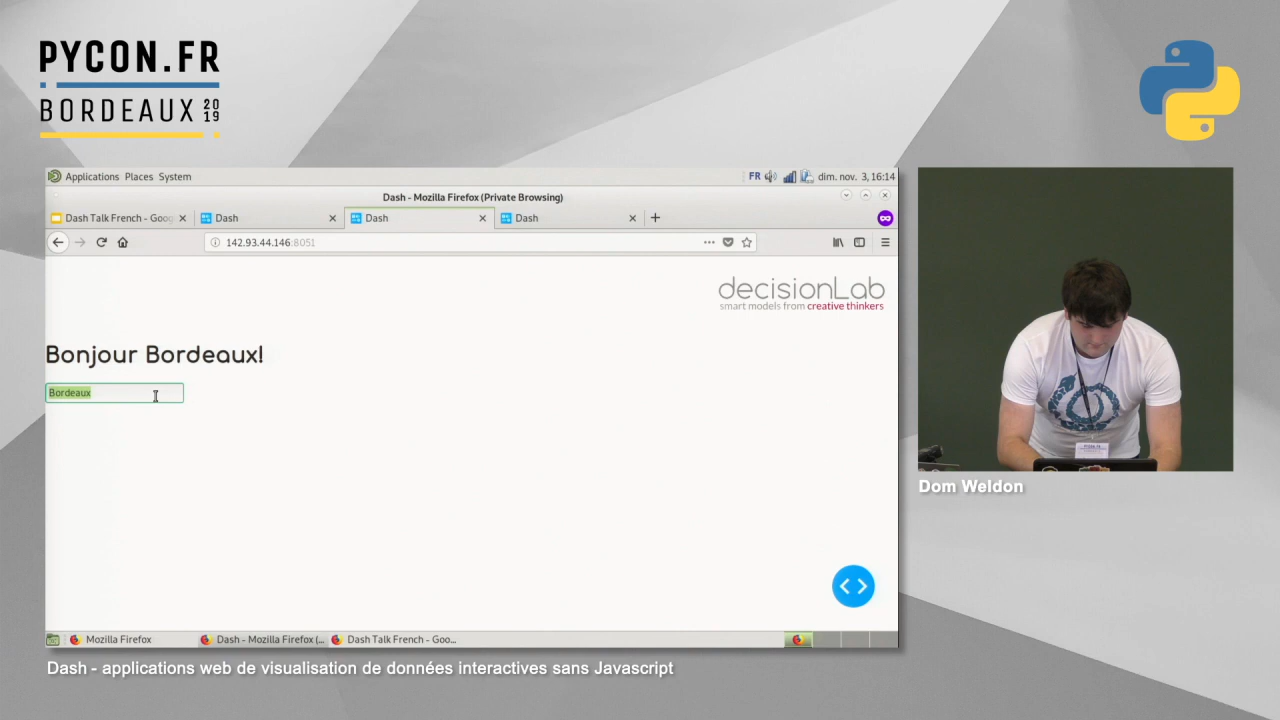 PYCON.FR
BORDEAUX 2019
Applications Places System
FR
dim. nov. 3, 16:14
Dash - Mozilla Firefox (Private Browsing)
Dash Talk French - Goog
Dash
Dash
Dash
142.93.44.146:8051
decisionLab
smart models from creative thinkers
Bonjour Bordeaux!
Bordeaux
Mozilla Firefox
Dash - Mozilla Firefox (...
Dash Talk French - Goo...
Dom Weldon
Dash - applications web de visualisation de données interactives sans Javascript